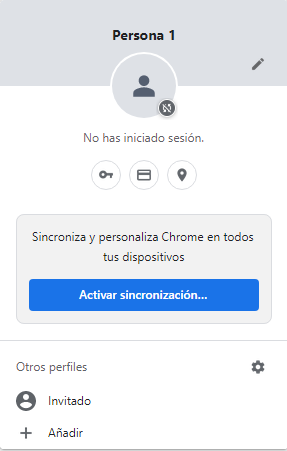 Persona 1
No has iniciado sesión.
Sincroniza y personaliza Chrome en todos
tus dispositivos
Activar sincronización...
Otros perfiles
Invitado
Añadir